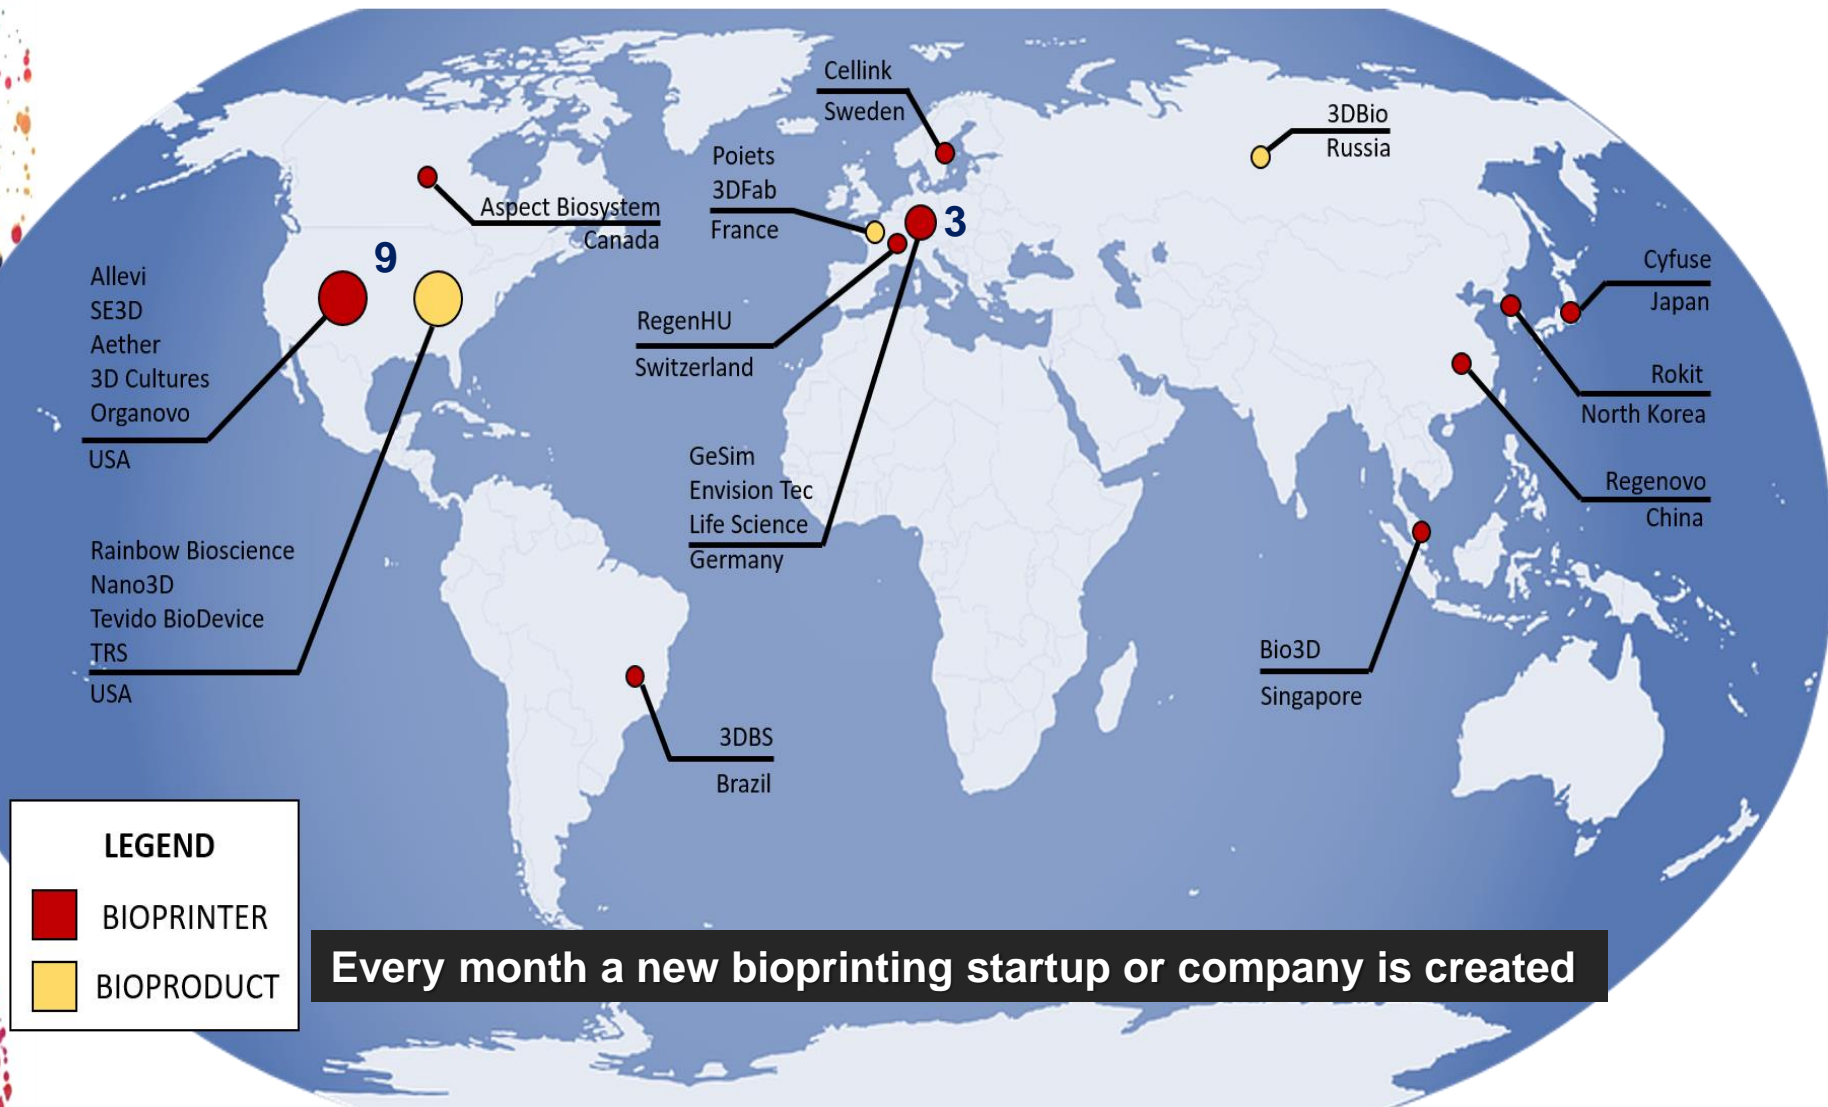 Cellink
Sweden
3DBio
Russia
Poiets
3DFab
France
Aspect Biosystem
Canada
3
9
Allevi
SE3D
Aether
3D Cultures
Organovo
USA
Cyfuse
Japan
RegenHU
Switzerland
Rokit
North Korea
GeSim
Envision Tec
Life Science
Germany
Regenovo
China
Rainbow Bioscience
Nano3D
Tevido BioDevice
TRS
USA
Bio3D
Singapore
3DBS
Brazil
LEGEND
BIOPRINTER
BIOPRODUCT
Every month a new bioprinting startup or company is created